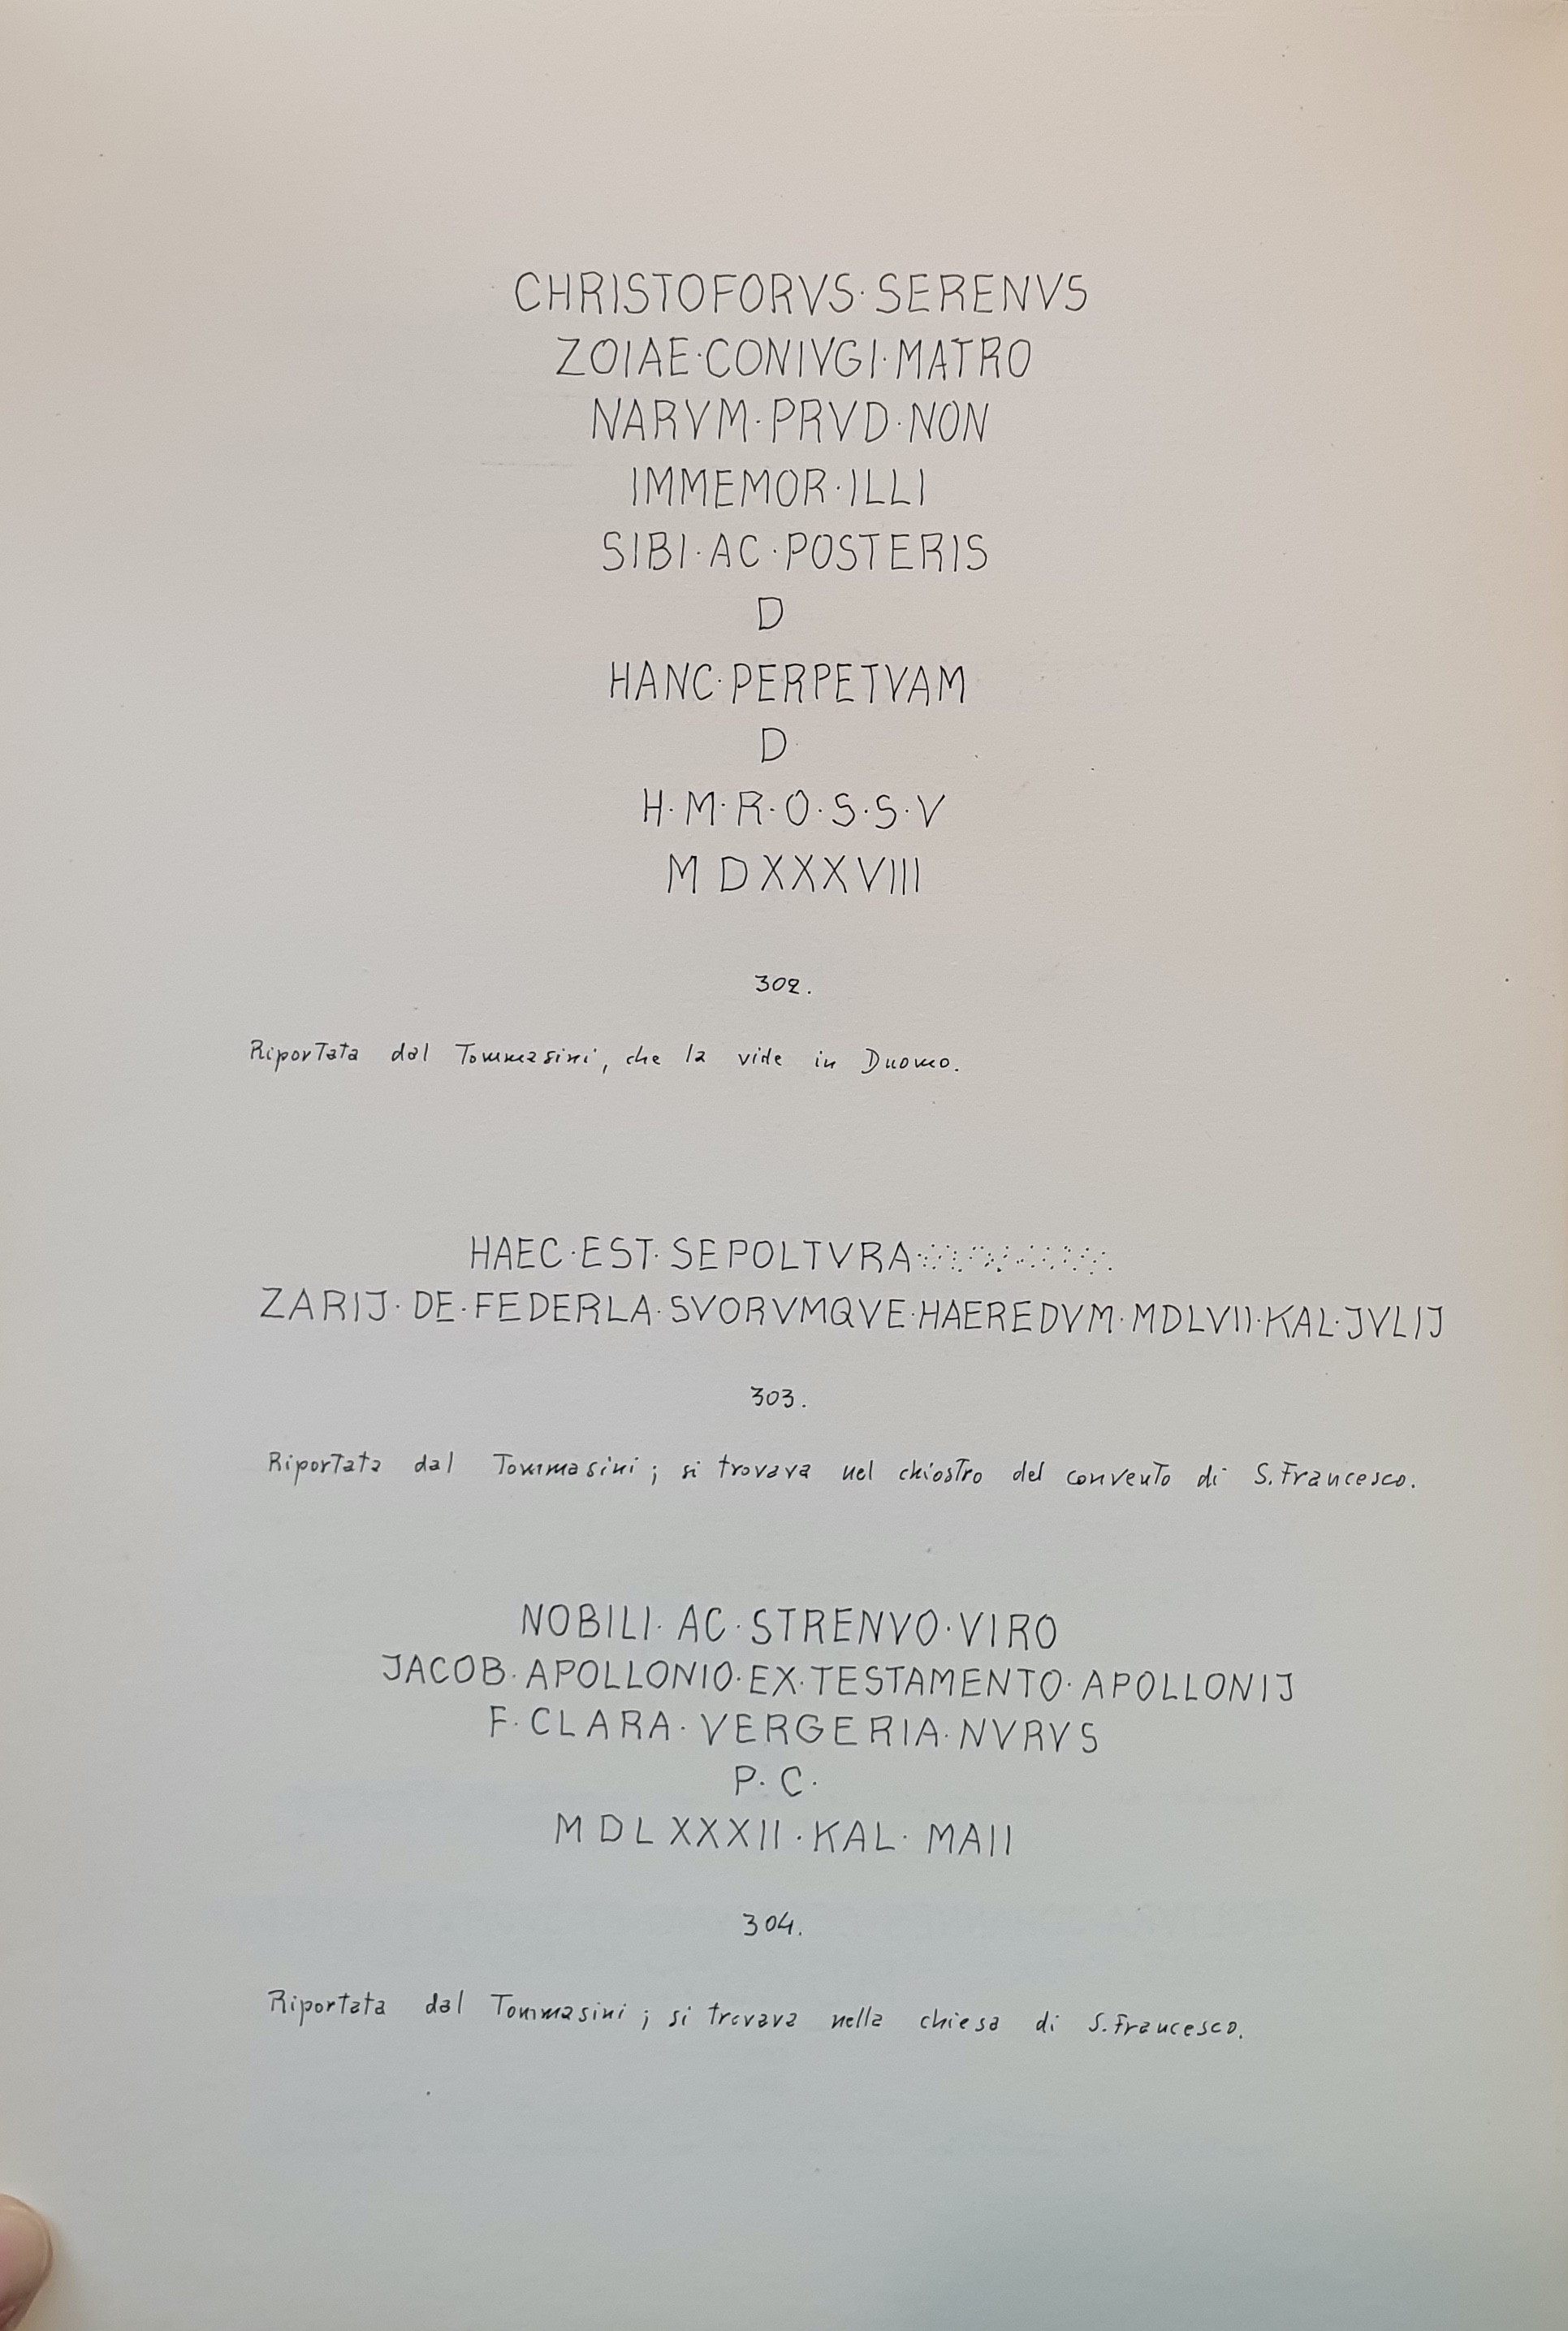 CHRISTOFORVS·SERENVS
ZOIAE·CONIVGI·MATRO
NARVM·PRVD·NON
IMMEMOR·ILLI
SIBI·AC·POSTERIS
D
HANC·PERPETVAM
D
H·M·R·O·S·S·V
M DXXXVIII
302.
Riportata dal Tommasini, che la vide in Duomo.
HAEC·EST·SEPOLTVRA
ZARIJ·DE·FEDERLA·SVORVMQVE·HAEREDVM·MDLVII·KAL·JVLIJ
303.
Riportata dal Tommasini; si trovava nel chiostro del convento di S. Francesco.
NOBILI·AC·STRENVO·VIRO
JACOB·APOLLONIO·EX·TESTAMENTO·APOLLONIJ
F·CLARA·VERGERIA·NVRVS
P·C·
MDLXXXII·KAL·MAII
304.
Riportata dal Tommasini; si trovava nella chiesa di S. Francesco.